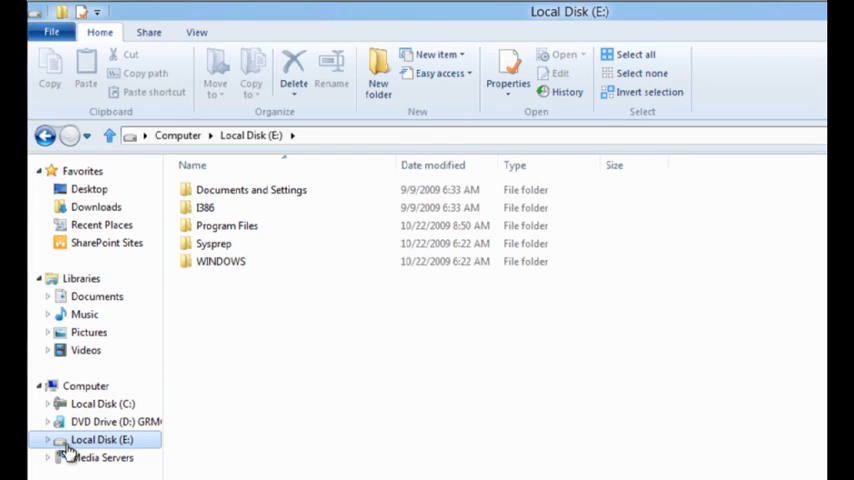 Local Disk (E:)
File Home Share View
Copy Paste Cut Copy path Paste shortcut Clipboard
Move to Copy to Delete Rename Organize
New folder New item Easy access New
Properties Open Edit History Open
Select all Select none Invert selection Select
Computer Local Disk (E:)
Name Date modified Type Size
Documents and Settings 9/9/2009 6:33 AM File folder
I386 9/9/2009 6:33 AM File folder
Program Files 10/22/2009 8:50 AM File folder
Sysprep 10/22/2009 6:22 AM File folder
WINDOWS 10/22/2009 6:22 AM File folder
Favorites
Desktop
Downloads
Recent Places
SharePoint Sites
Libraries
Documents
Music
Pictures
Videos
Computer
Local Disk (C:)
DVD Drive (D:) GRM
Local Disk (E:)
Media Servers